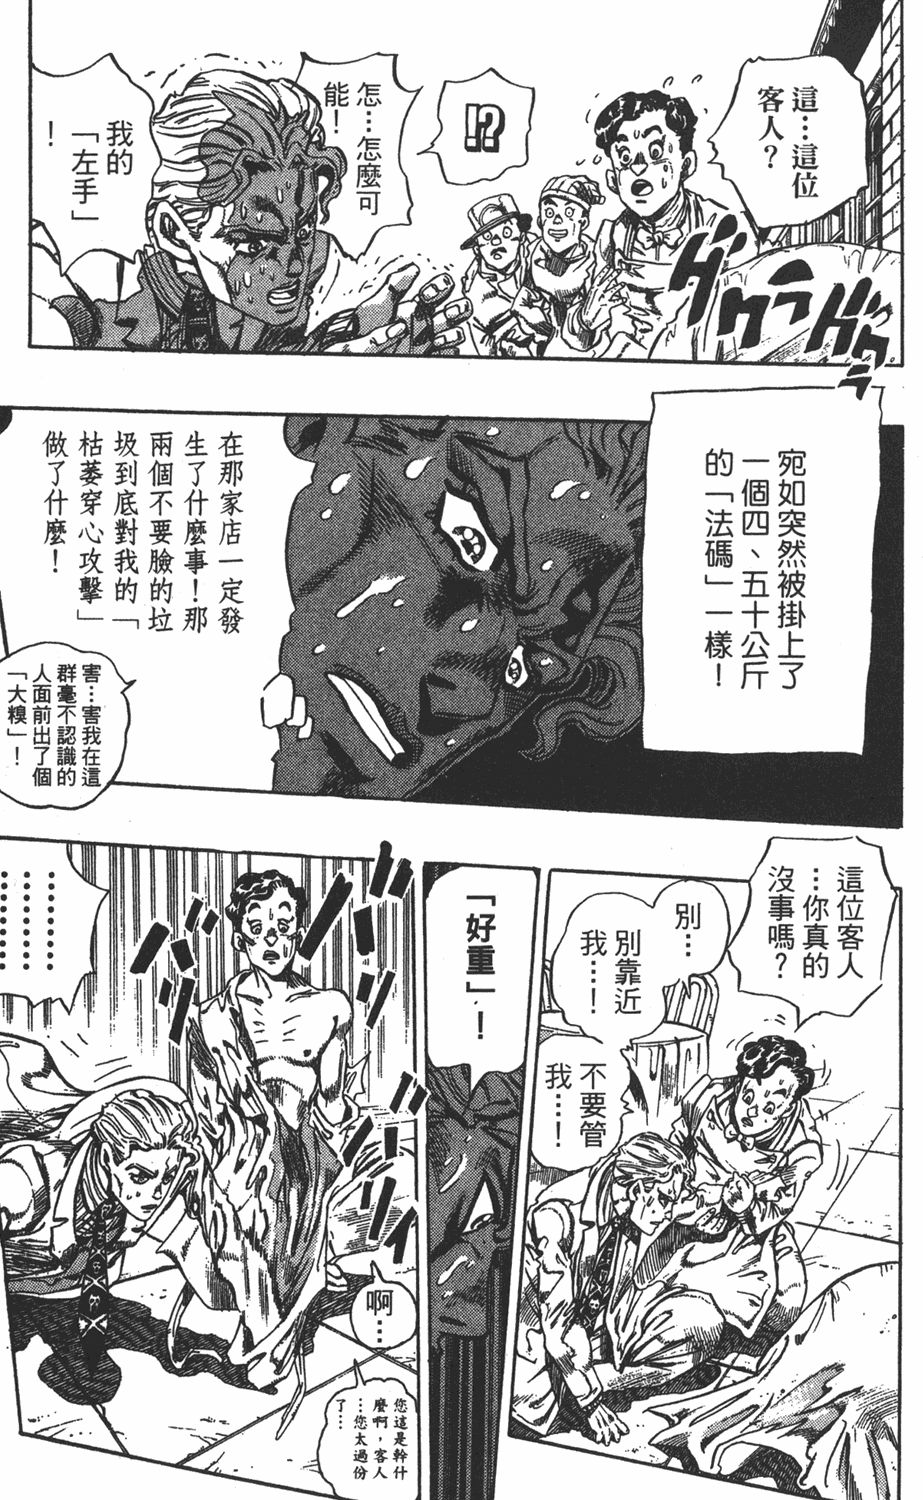 這…這位
客人？
!?
怎…怎麼可
能！
我的
「左手」
！
グラグラグラ
宛如突然被掛上了
一個四、五十公斤
的「法碼」一樣！
在那家店一定發
生了什麼事！那
兩個不要臉的垃
圾到底對我的「
枯萎穿心攻擊」
做了什麼！
害…害我在這
群毫不認識的
人面前出了個
「大糗」！
這位客人
…你真的
沒事嗎？
別…
別靠近
我…！
不要管
我…！
「好重」！
啊…
您這是幹什
麼啊，客人
…您太過份
了…
………
………